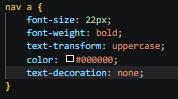 nav a {
font-size: 22px;
font-weight: bold;
text-transform: uppercase;
color: #000000;
text-decoration: none;
}